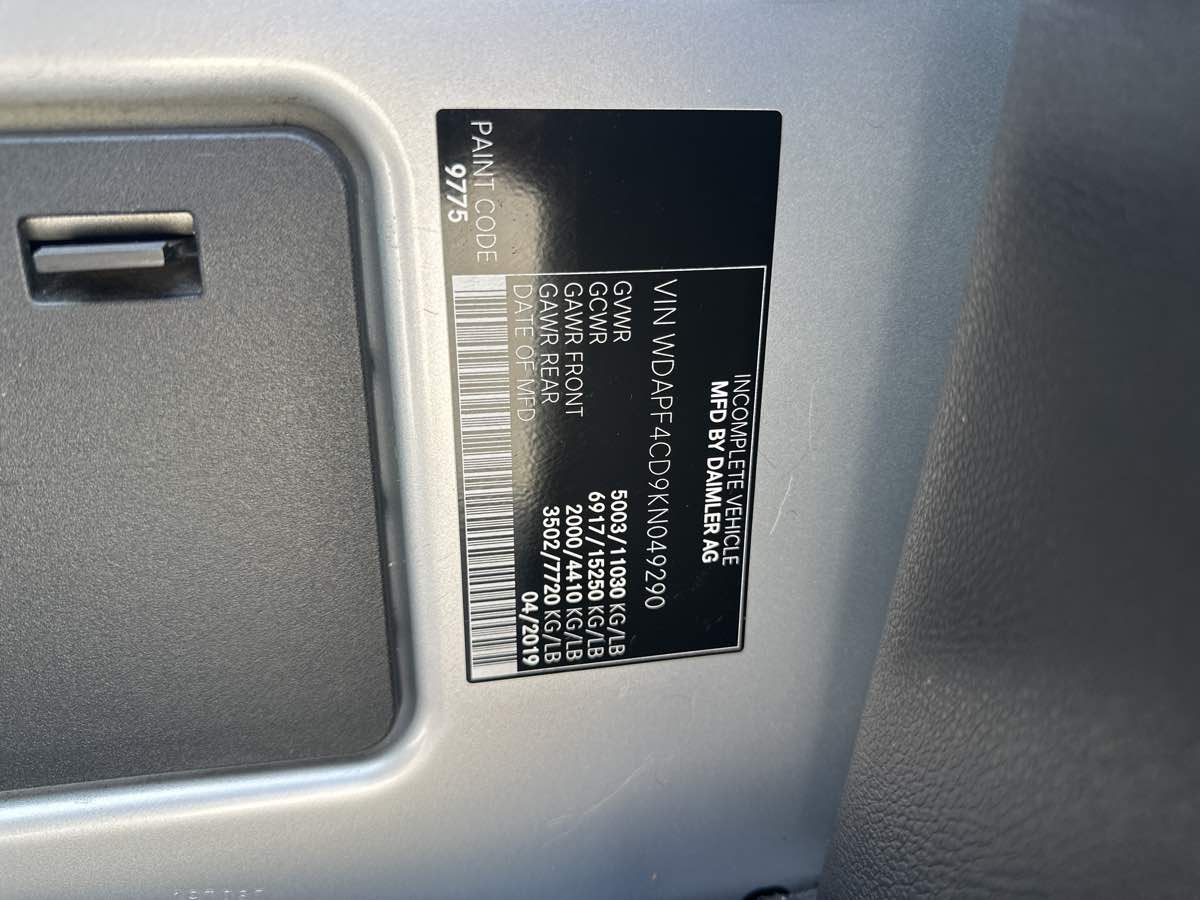 INCOMPLETE VEHICLE
MFD BY DAIMLER AG
VIN WDAPF4CD9KN049290
GVWR 5003/11030 KG/LB
GCWR 6917/15250 KG/LB
GAWR FRONT 2000/4410 KG/LB
GAWR REAR 3502/7720 KG/LB
DATE OF MFD 04/2019
PAINT CODE
9775